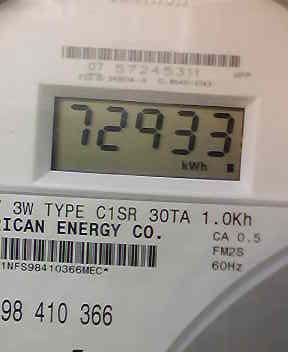 07 57245311
72933
kWh
3W TYPE C1SR 30TA 1.0Kh
RICAN ENERGY CO.
CA 0.5
FM2S
1NFS98410366MEC*
60Hz
98 410 366